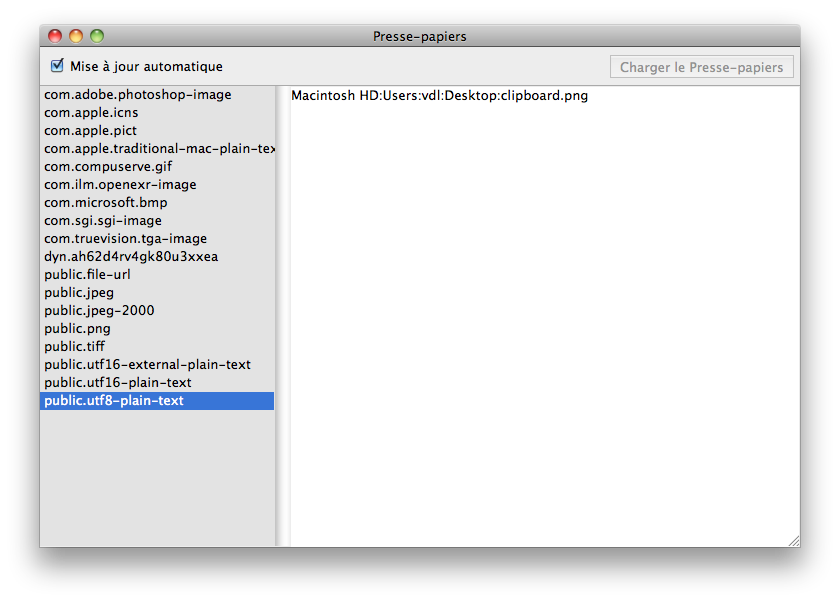 Presse-papiers
Mise à jour automatique
Charger le Presse-papiers
com.adobe.photoshop-image
com.apple.icns
com.apple.pict
com.apple.traditional-mac-plain-tex
com.compuserve.gif
com.ilm.openexr-image
com.microsoft.bmp
com.sgi.sgi-image
com.truevision.tga-image
dyn.ah62d4rv4gk80u3xxea
public.file-url
public.jpeg
public.jpeg-2000
public.png
public.tiff
public.utf16-external-plain-text
public.utf16-plain-text
public.utf8-plain-text
Macintosh HD:Users:vdl:Desktop:clipboard.png